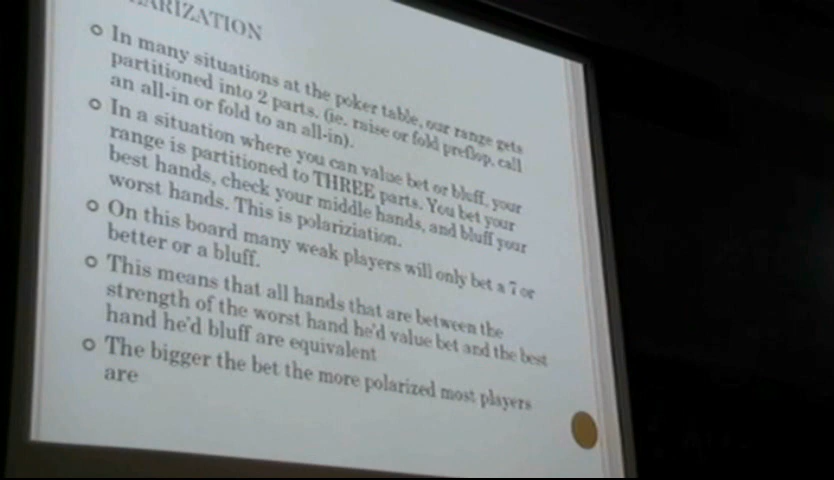 ARIZATION
o In many situations at the poker table, our range gets
partitioned into 2 parts. (ie. raise or fold preflop, call
an all-in or fold to an all-in).
o In a situation where you can value bet or bluff, your
range is partitioned to THREE parts. You bet your
best hands, check your middle hands, and bluff your
worst hands. This is polariziation.
o On this board many weak players will only bet a 7 or
better or a bluff.
o This means that all hands that are between the
strength of the worst hand he'd value bet and the best
hand he'd bluff are equivalent
o The bigger the bet the more polarized most players
are